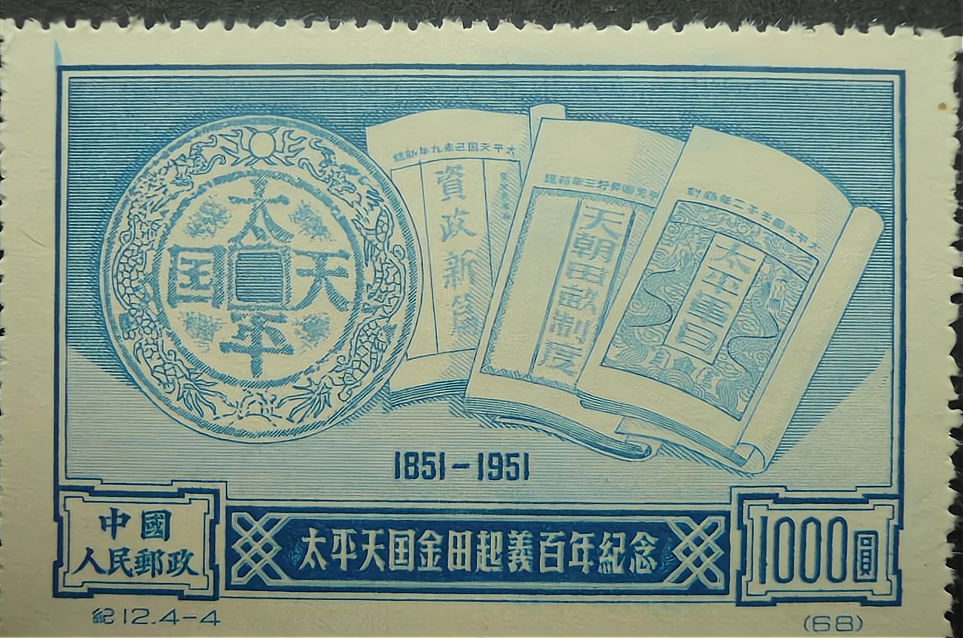 太
平
天
国
資政新
天朝田畝制度
太平軍目
1851-1951
中國
人民郵政
太平天国金田起義百年紀念
1000圓
紀12.4-4
(68)